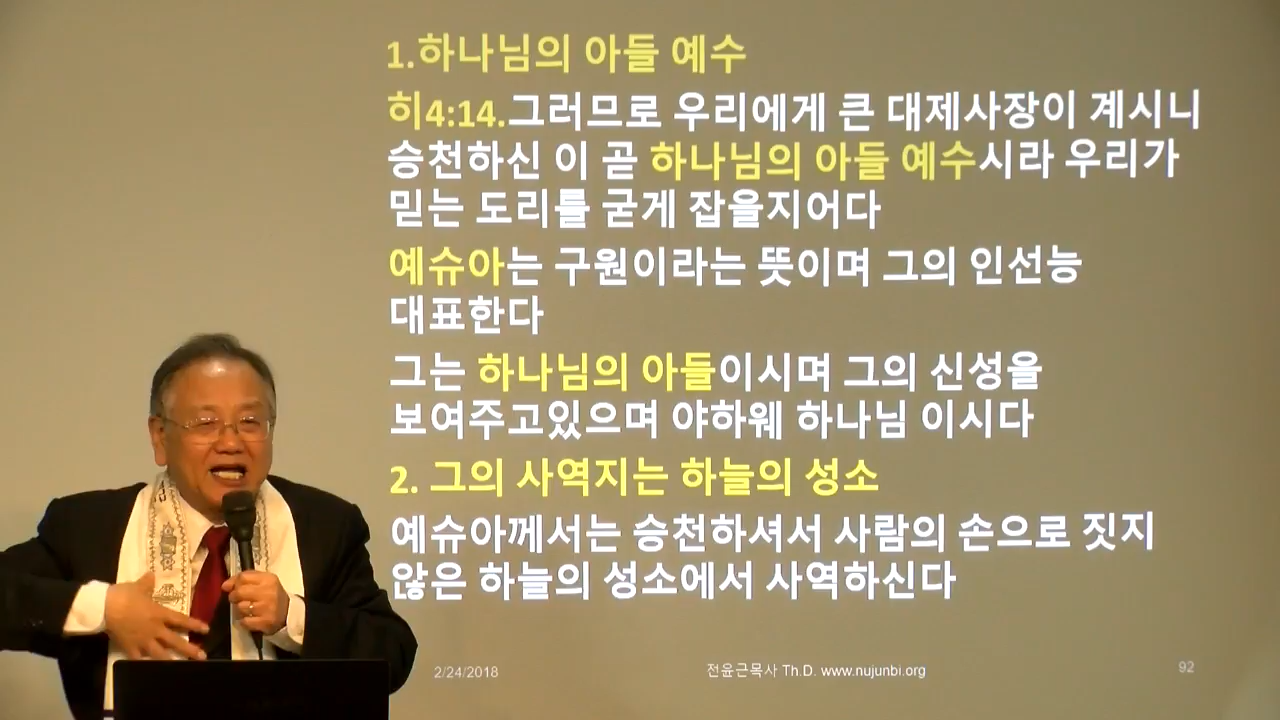 1.하나님의 아들 예수
히4:14.그러므로 우리에게 큰 대제사장이 계시니
승천하신 이 곧 하나님의 아들 예수시라 우리가
믿는 도리를 굳게 잡을지어다
예슈아는 구원이라는 뜻이며 그의 인선능
대표한다
그는 하나님의 아들이시며 그의 신성을
보여주고있으며 야하웨 하나님 이시다
2. 그의 사역지는 하늘의 성소
예슈아께서는 승천하셔서 사람의 손으로 짓지
않은 하늘의 성소에서 사역하신다
2/24/2018 전윤근목사 Th.D. www.nujunbi.org 92